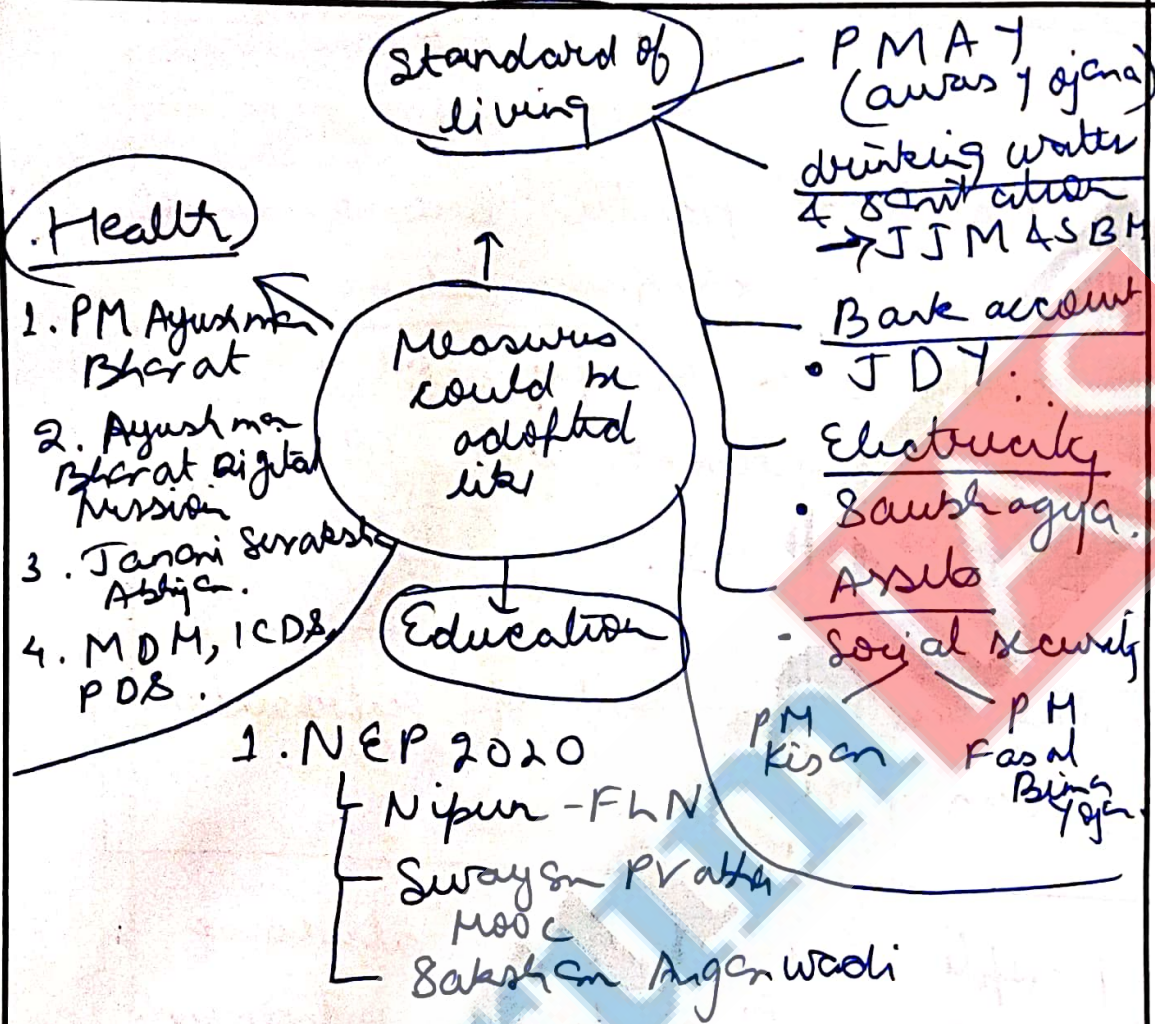 Standard of
living
PMAY
(awas Yojana)
drinking water
& sanitation
→ JJM & SBM
Bank account
• JDY.
Electricity
• Saubhagya.
Assets
- Social security
PM
Kisan
PM
Fasal
Bima
Yojn.
.Health
1. PM Ayushman
Bharat
2. Ayushman
Bharat Digital
Mission
3. Janani Suraksha
Abhiyan.
4. MDM, ICDS,
PDS.
Measures
could be
adopted
like
Education
1. NEP 2020
Nipun - FLN
Swayam Prabha
MOOC
Saksham Anganwadi
um IAS